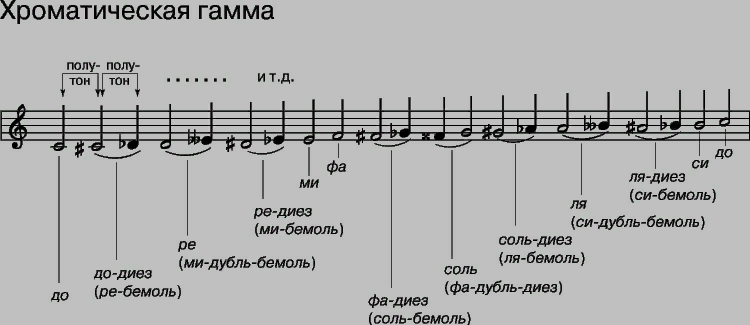 Хроматическая гамма
полу- полу-
тон тон ....... и т.д.
фа
до
си
ми
ля-диез
(си-бемоль)
ля
(си-дубль-бемоль)
ре-диез
(ми-бемоль)
ре
(ми-дубль-бемоль)
соль-диез
(ля-бемоль)
до-диез
(ре-бемоль)
соль
(фа-дубль-диез)
до
фа-диез
(соль-бемоль)